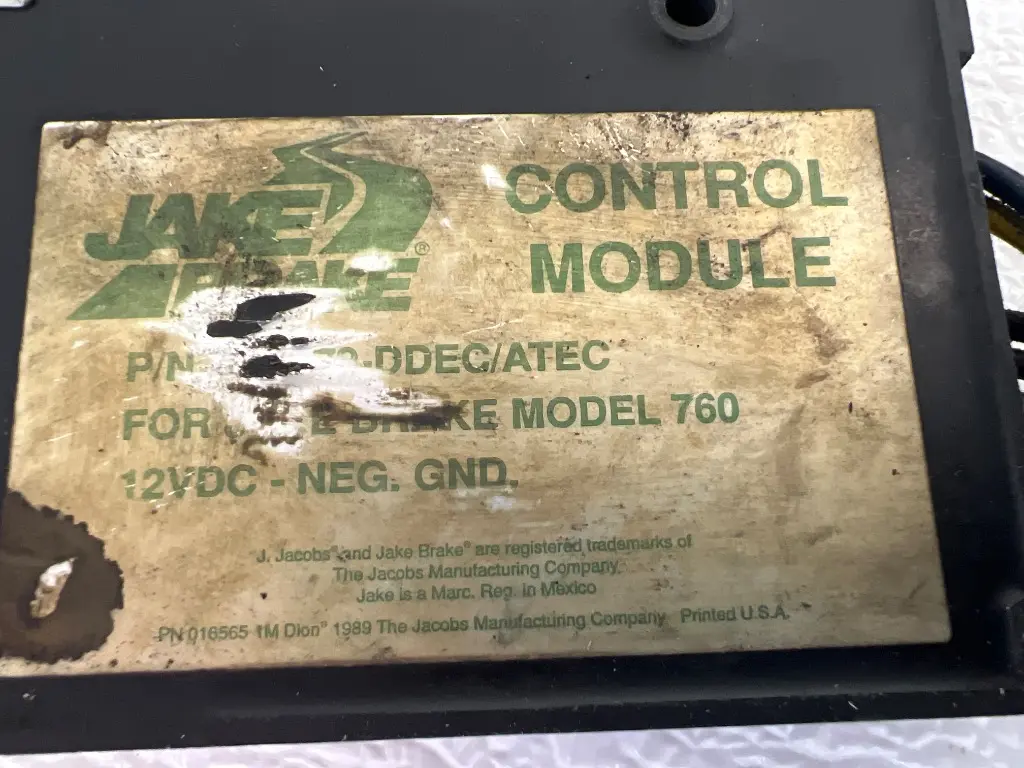 JAKE
BRAKE®
CONTROL
MODULE
P/N 72-DDEC/ATEC
FOR BRAKE MODEL 760
12VDC - NEG. GND.
J. Jacobs® and Jake Brake® are registered trademarks of
The Jacobs Manufacturing Company.
Jake is a Marc. Reg. in Mexico
PN 016565 1M Dion® 1989 The Jacobs Manufacturing Company Printed U.S.A.